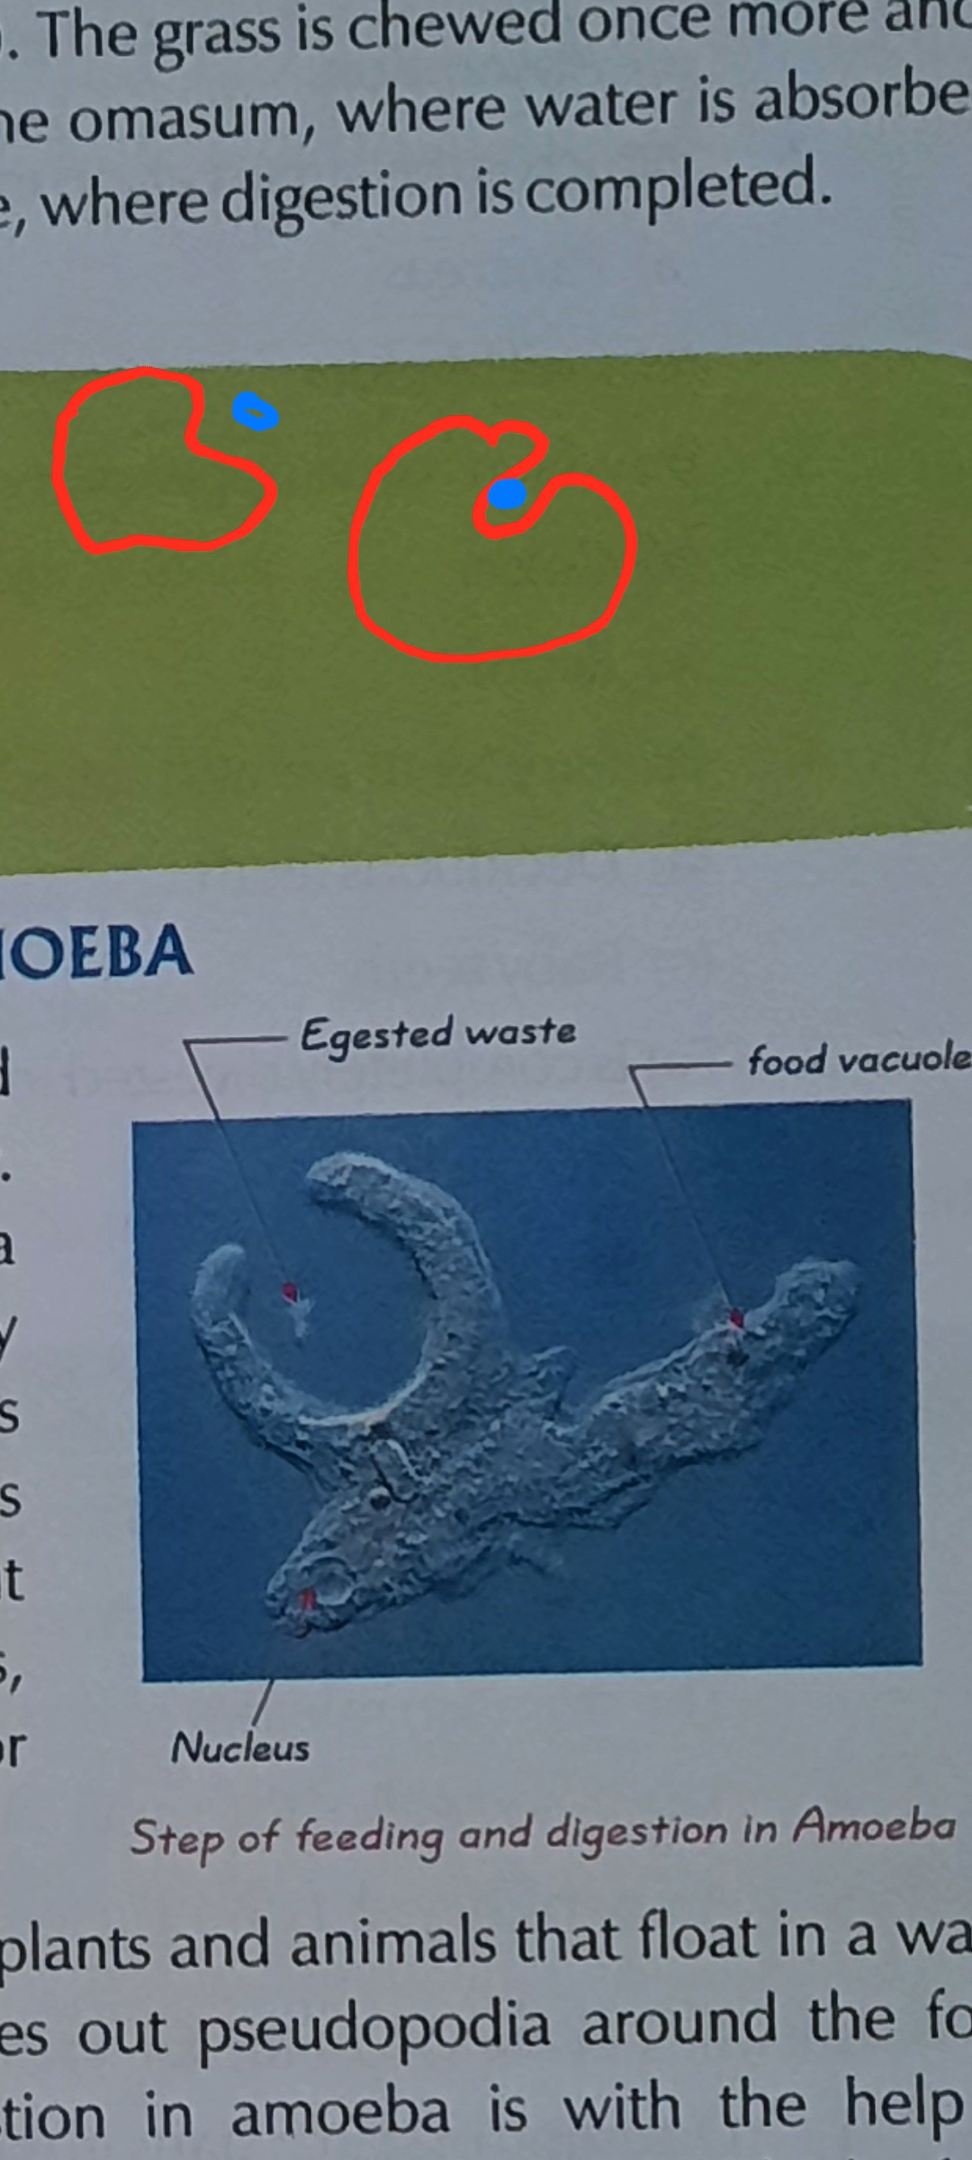 . The grass is chewed once more and
omasum, where water is absorbe
, where digestion is completed.
MOEBA
Egested waste
food vacuole
Nucleus
Step of feeding and digestion in Amoeba
plants and animals that float in a wa
es out pseudopodia around the fo
tion in amoeba is with the help